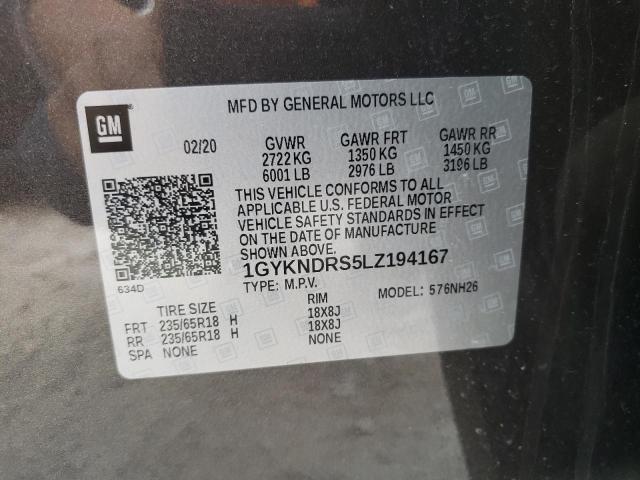 MFD BY GENERAL MOTORS LLC
GM
02/20 GVWR GAWR FRT GAWR RR
2722 KG 1350 KG 1450 KG
6001 LB 2976 LB 3196 LB
THIS VEHICLE CONFORMS TO ALL
APPLICABLE U.S. FEDERAL MOTOR
VEHICLE SAFETY STANDARDS IN EFFECT
ON THE DATE OF MANUFACTURE
SHOWN ABOVE.
1GYKNDRS5LZ194167
634D
TYPE: M.P.V. MODEL: 576NH26
TIRE SIZE RIM
FRT 235/65R18 H 18X8J
RR 235/65R18 H 18X8J
SPA NONE NONE